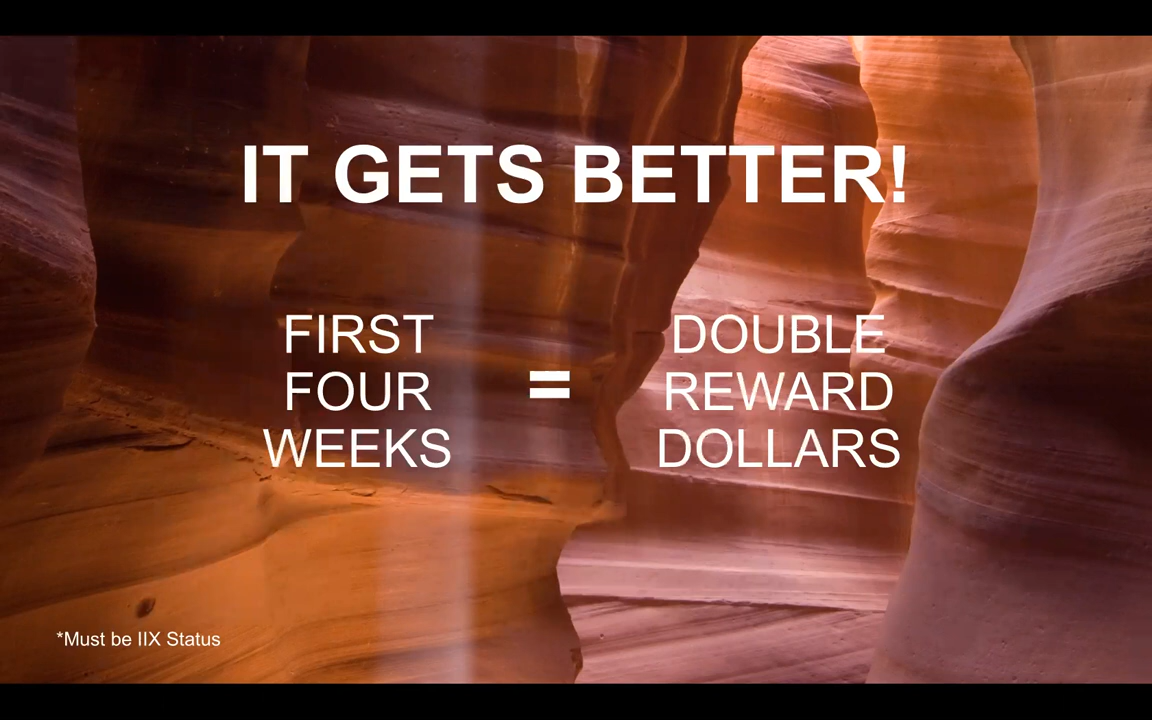 IT GETS BETTER!
FIRST
FOUR
WEEKS
=
DOUBLE
REWARD
DOLLARS
*Must be IIX Status